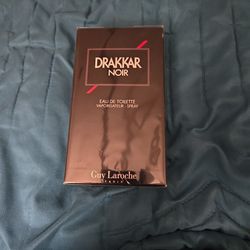 DRAKKAR
NOIR
EAU DE TOILETTE
VAPORISATEUR - SPRAY
Guy Laroche
PARIS